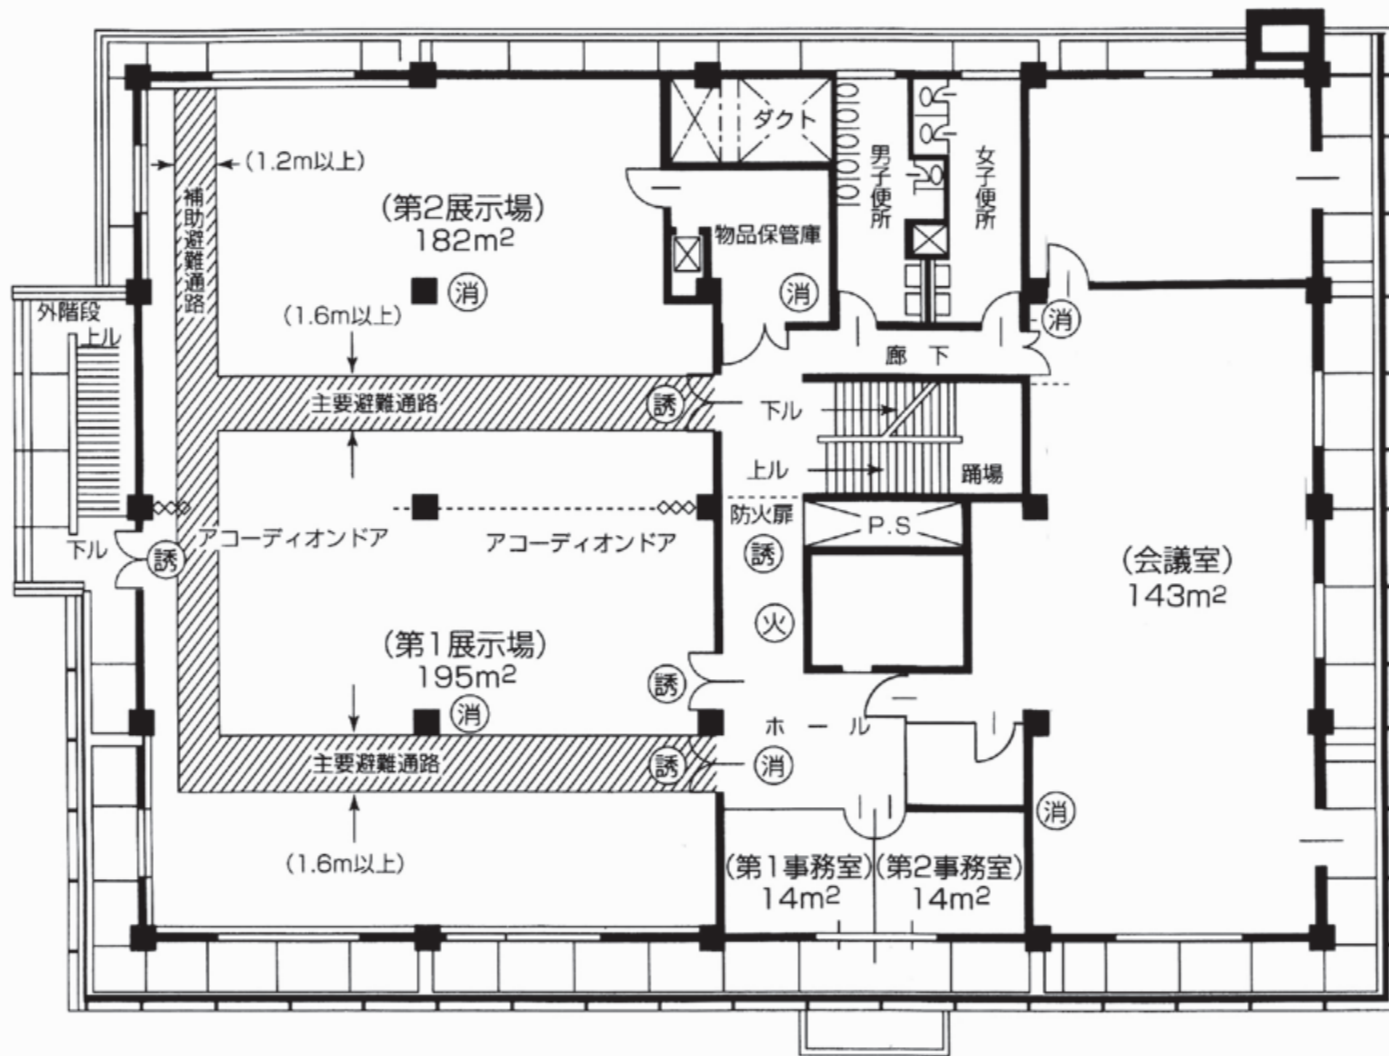 ダクト
(1.2m以上)
補助避難通路
(第2展示場)
182m²
男子便所
女子便所
物品保管庫
消
消
外階段
上ル
(1.6m以上)
消
廊 下
主要避難通路
誘
下ル
上ル
踊場
防火扉
P.S
アコーディオンドア
アコーディオンドア
下ル
誘
誘
(会議室)
143m²
火
(第1展示場)
195m²
誘
消
ホール
主要避難通路
誘
消
消
(1.6m以上)
(第1事務室)
14m²
(第2事務室)
14m²